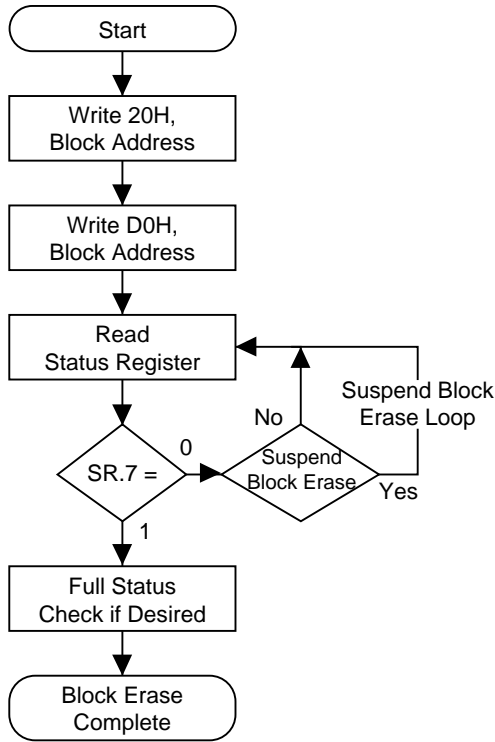 Start
Write 20H,
Block Address
Write D0H,
Block Address
Read
Status Register
Suspend Block
Erase Loop
No
0
SR.7 =
Suspend
Block Erase
Yes
1
Full Status
Check if Desired
Block Erase
Complete